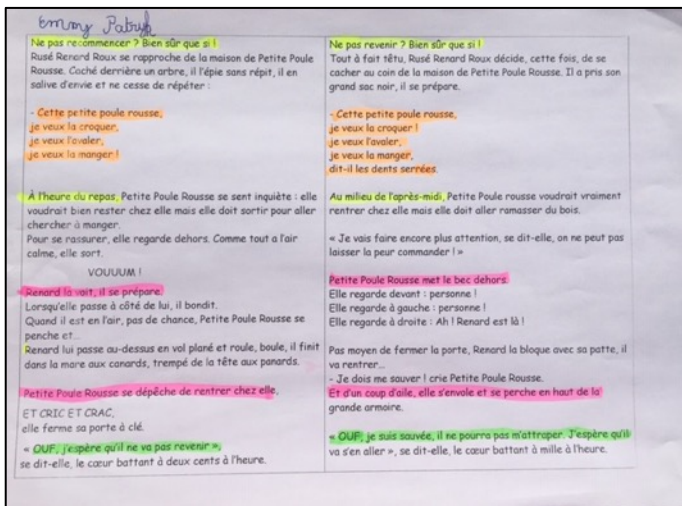 Emmy Patryk
Ne pas recommencer ? Bien sûr que si !
Rusé Renard Roux se rapproche de la maison de Petite Poule
Rousse. Caché derrière un arbre, il l'épie sans répit, il en
salive d'envie et ne cesse de répéter :
- Cette petite poule rousse,
je veux la croquer,
je veux l'avaler,
je veux la manger !
À l'heure du repas, Petite Poule Rousse se sent inquiète : elle
voudrait bien rester chez elle mais elle doit sortir pour aller
chercher à manger.
Pour se rassurer, elle regarde dehors. Comme tout a l'air
calme, elle sort.
VOUUUM !
Renard la voit, il se prépare.
Lorsqu'elle passe à côté de lui, il bondit.
Quand il est en l'air, pas de chance, Petite Poule Rousse se
penche et...
Renard lui passe au-dessus en vol plané et roule, boule, il finit
dans la mare aux canards, trempé de la tête aux panards.
Petite Poule Rousse se dépêche de rentrer chez elle,
ET CRIC ET CRAC,
elle ferme sa porte à clé.
« OUF, j'espère qu'il ne va pas revenir »,
se dit-elle, le cœur battant à deux cents à l'heure.
Ne pas revenir ? Bien sûr que si !
Tout à fait têtu, Rusé Renard Roux décide, cette fois, de se
cacher au coin de la maison de Petite Poule Rousse. Il a pris son
grand sac noir, il se prépare.
- Cette petite poule rousse,
je veux la croquer !
je veux l'avaler,
je veux la manger,
dit-il les dents serrées.
Au milieu de l'après-midi, Petite Poule rousse voudrait vraiment
rentrer chez elle mais elle doit aller ramasser du bois.
« Je vais faire encore plus attention, se dit-elle, on ne peut pas
laisser la peur commander ! »
Petite Poule Rousse met le bec dehors.
Elle regarde devant : personne !
Elle regarde à gauche : personne !
Elle regarde à droite : Ah ! Renard est là !
Pas moyen de fermer la porte, Renard la bloque avec sa patte, il
va rentrer...
- Je dois me sauver ! crie Petite Poule Rousse.
Et d'un coup d'aile, elle s'envole et se perche en haut de la
grande armoire.
« OUF, je suis sauvée, il ne pourra pas m'attraper. J'espère qu'il
va s'en aller », se dit-elle, le cœur battant à mille à l'heure.